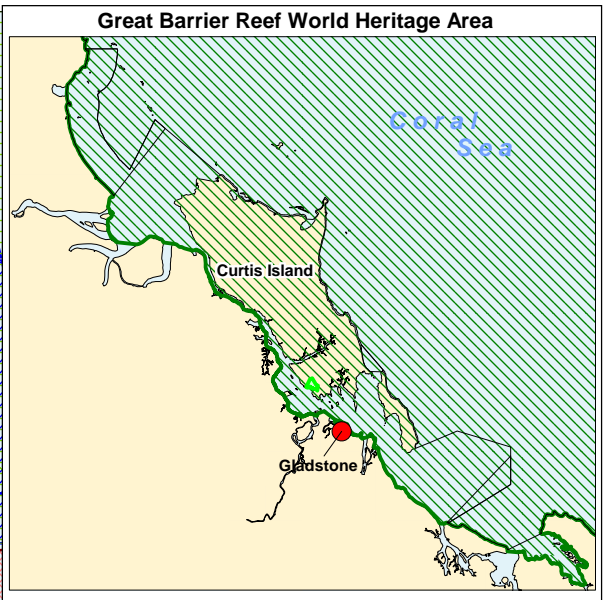 Great Barrier Reef World Heritage Area
Coral
Sea
Curtis Island
Gladstone